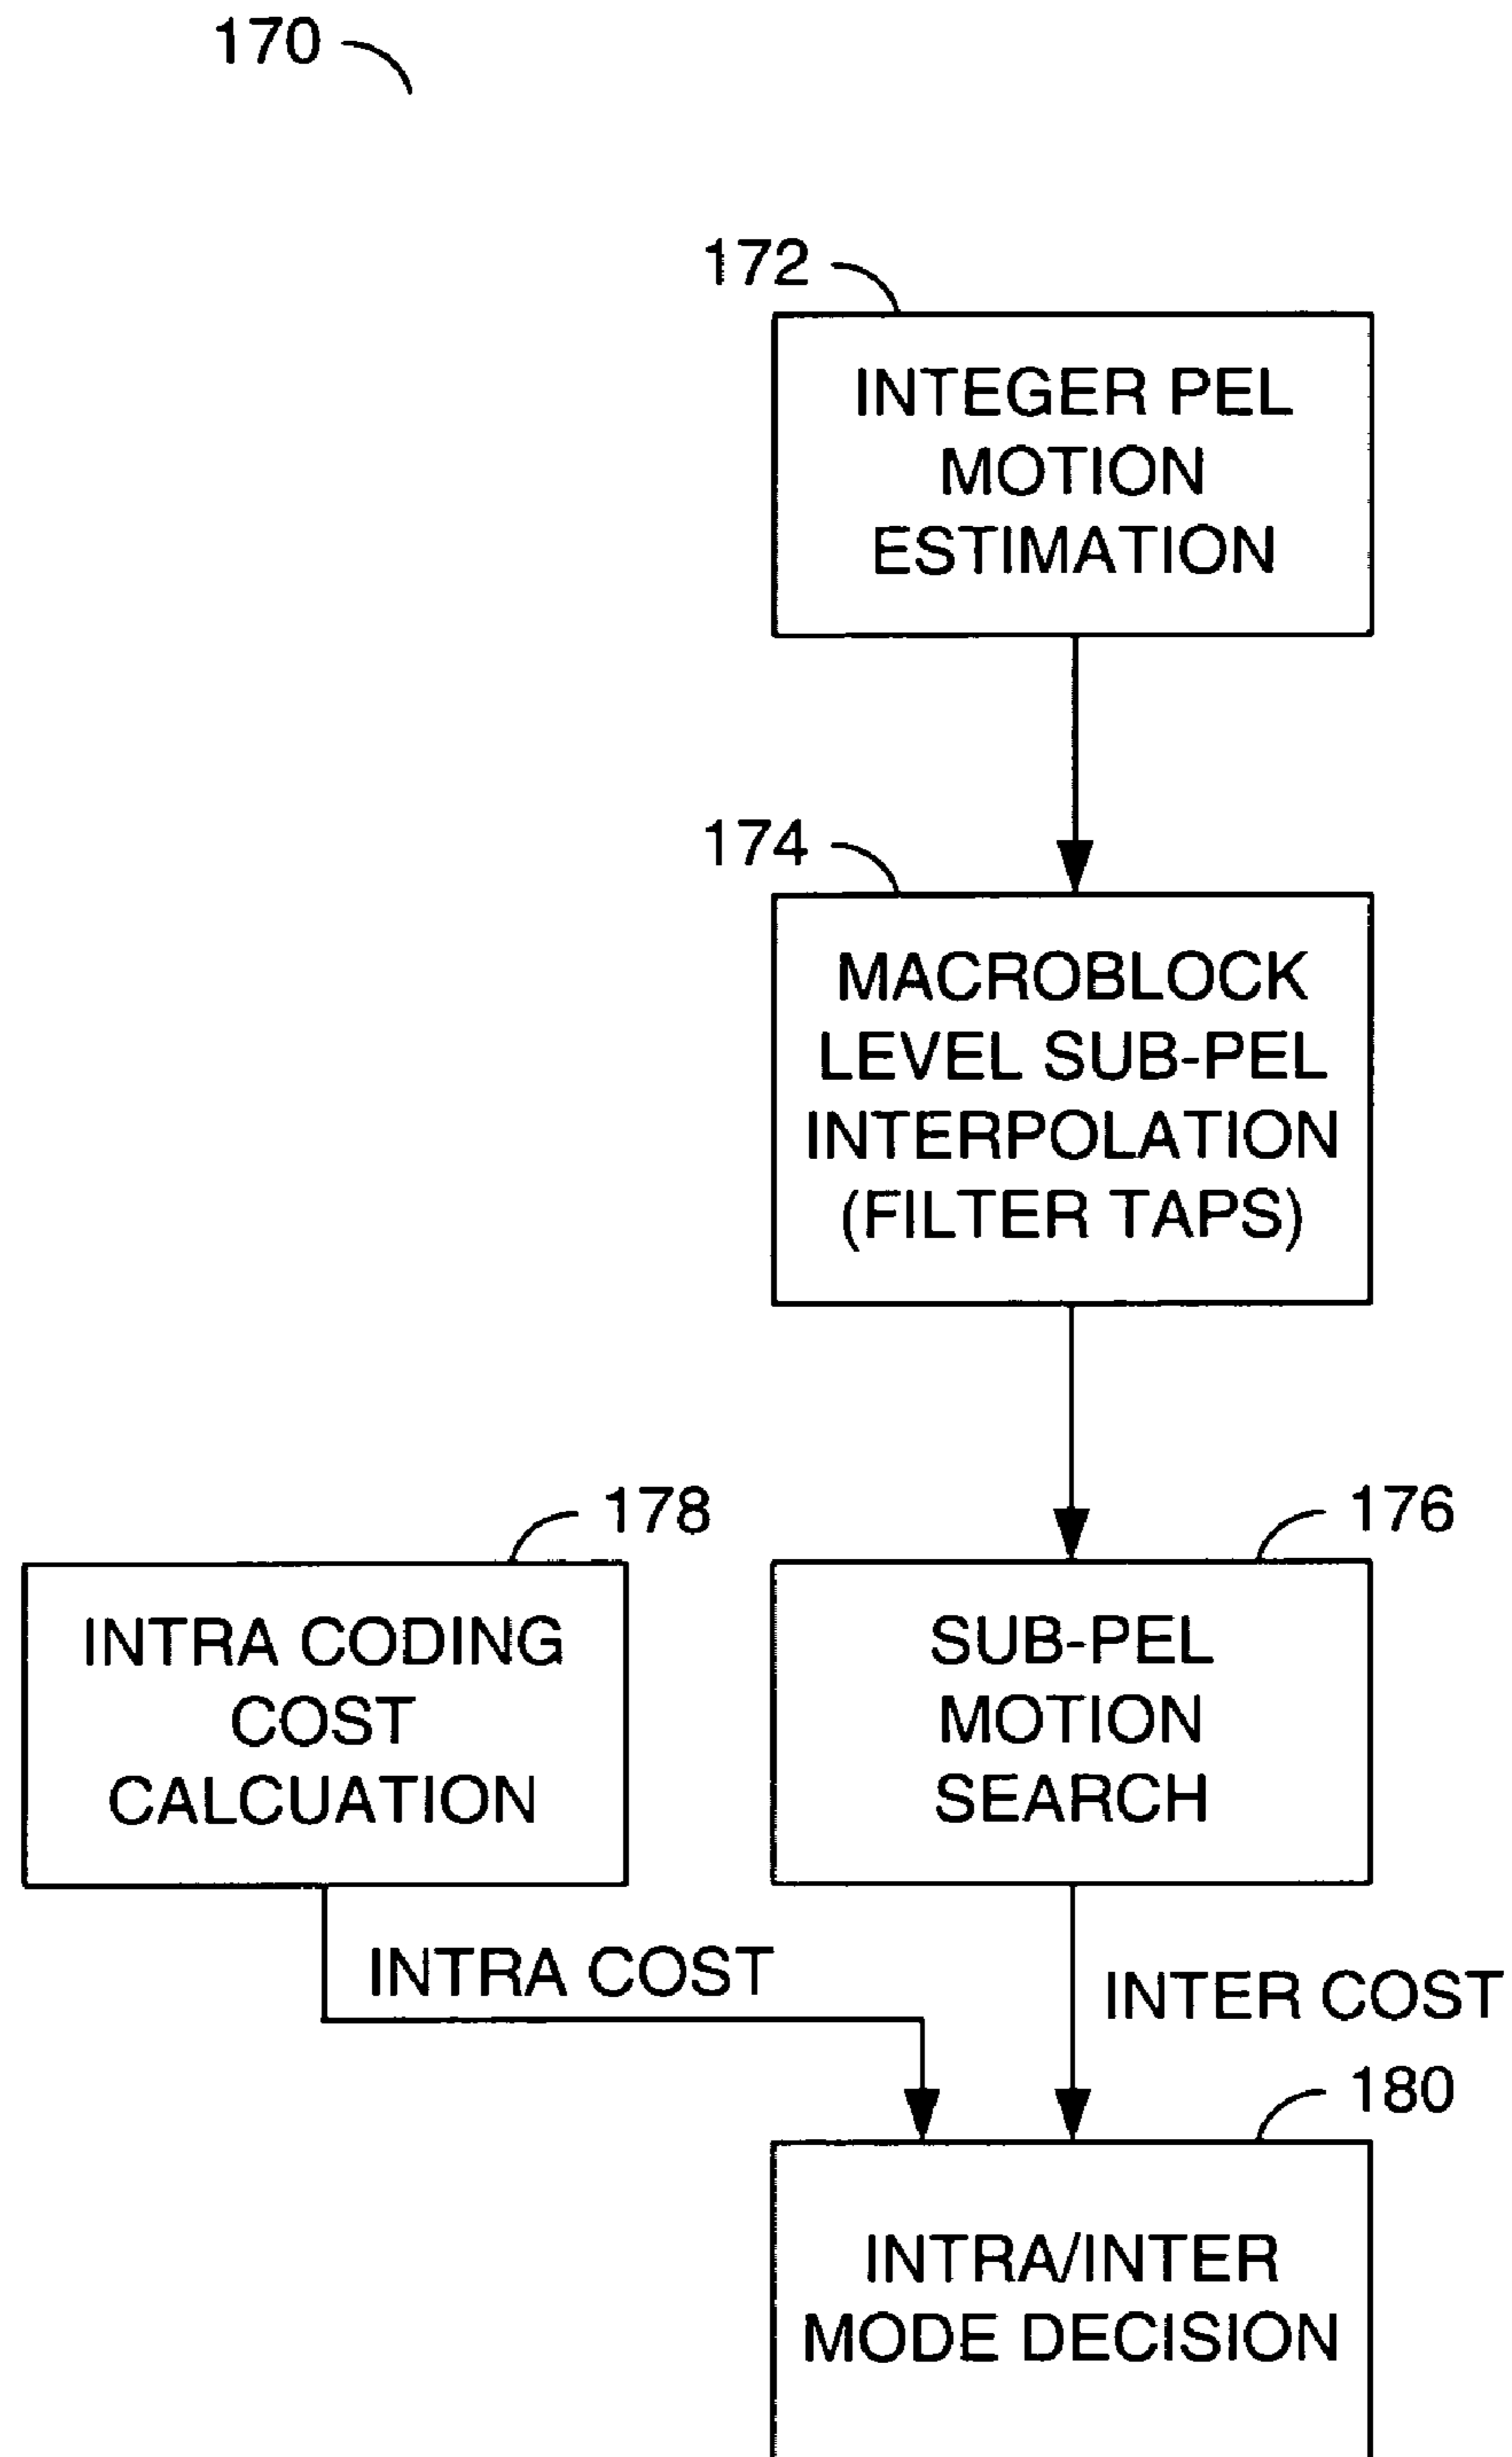 170
172
INTEGER PEL
MOTION
ESTIMATION
174
MACROBLOCK
LEVEL SUB-PEL
INTERPOLATION
(FILTER TAPS)
178
INTRA CODING
COST
CALCUATION
176
SUB-PEL
MOTION
SEARCH
INTRA COST
INTER COST
180
INTRA/INTER
MODE DECISION